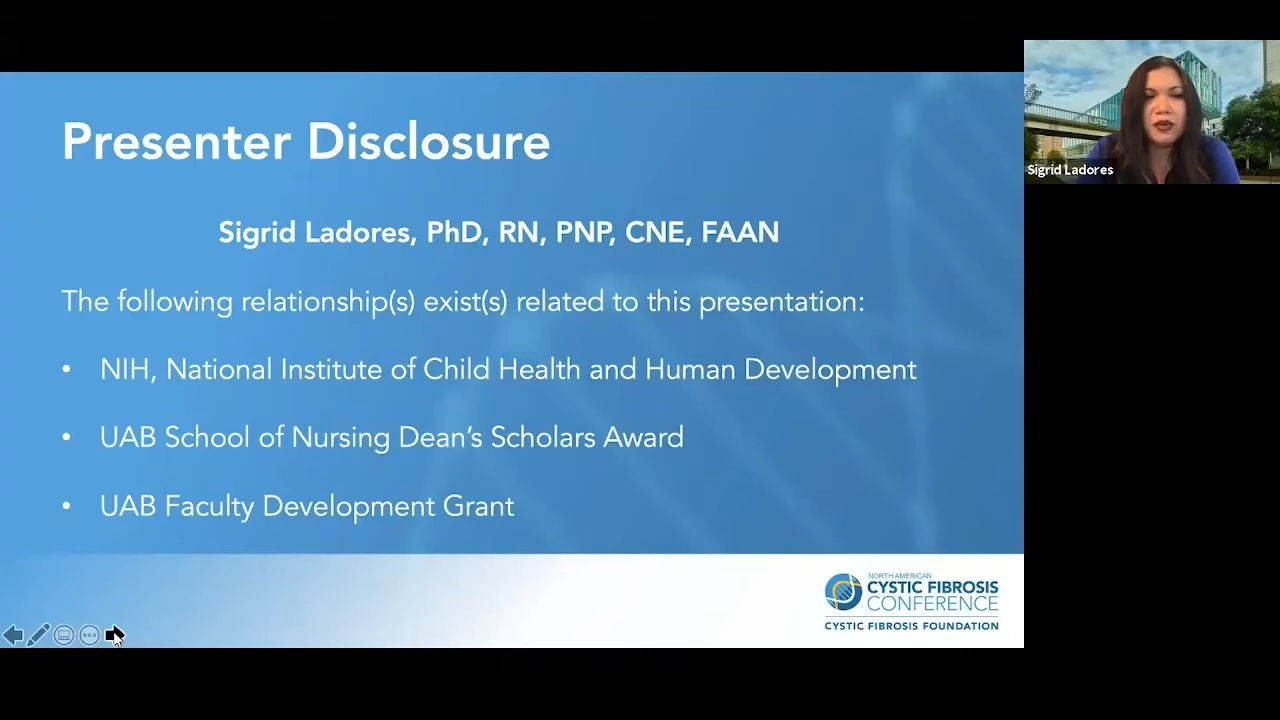 Presenter Disclosure
Sigrid Ladores, PhD, RN, PNP, CNE, FAAN
The following relationship(s) exist(s) related to this presentation:
• NIH, National Institute of Child Health and Human Development
• UAB School of Nursing Dean's Scholars Award
• UAB Faculty Development Grant
NORTH AMERICAN
CYSTIC FIBROSIS
CONFERENCE
CYSTIC FIBROSIS FOUNDATION
Sigrid Ladores